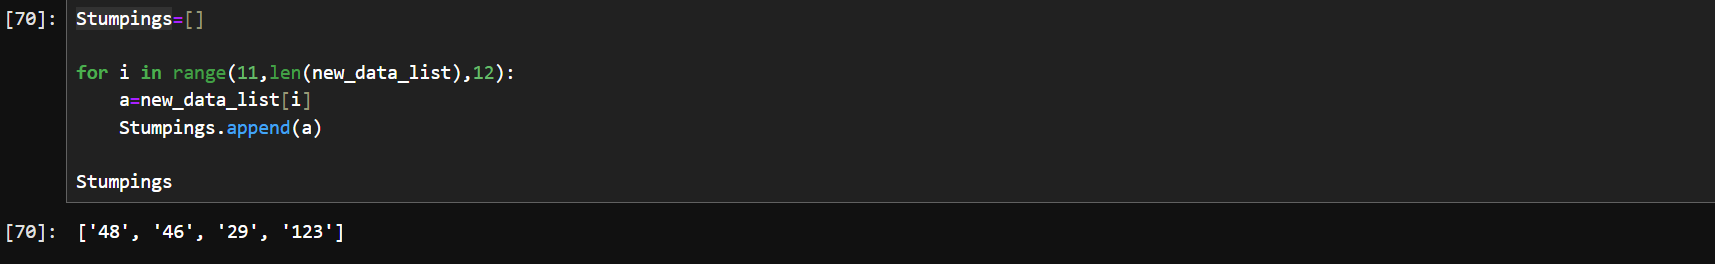 [70]: Stumpings=[]
for i in range(11,len(new_data_list),12):
    a=new_data_list[i]
    Stumpings.append(a)
Stumpings
[70]: ['48', '46', '29', '123']